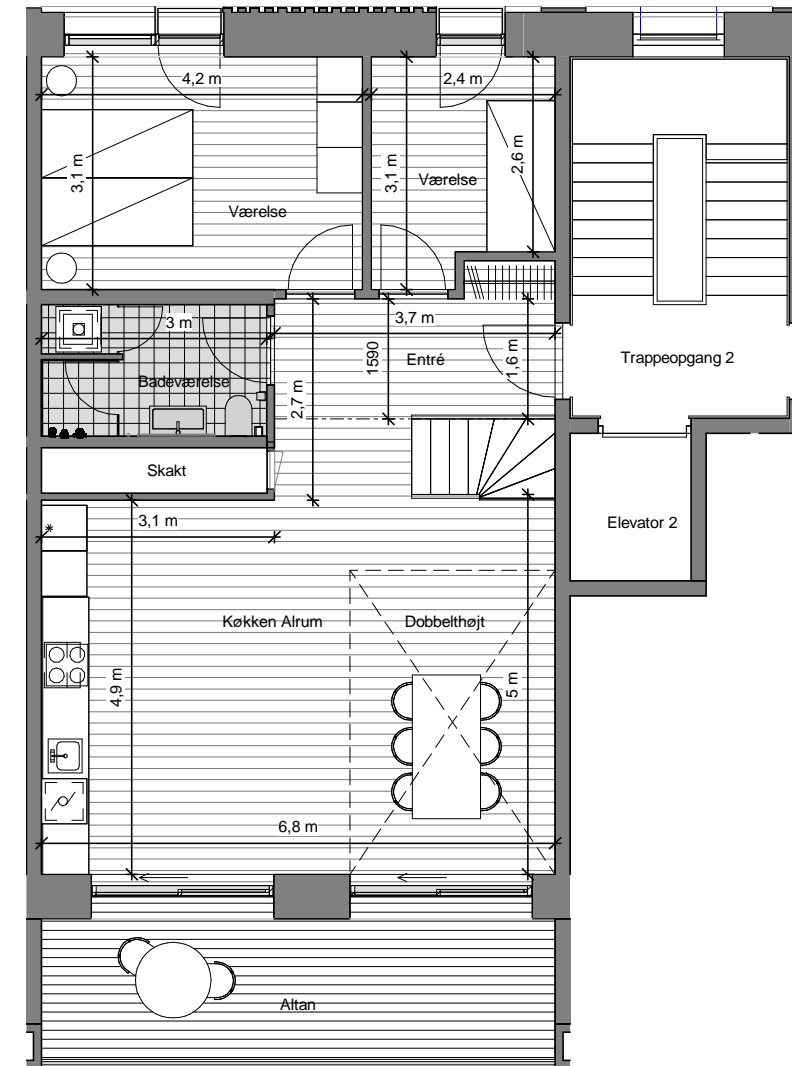 4,2 m
2,4 m
3,1 m
3,1 m
2,6 m
Værelse
Værelse
3 m
3,7 m
1590
Entré
1,6 m
Trappeopgang 2
Badeværelse
2,7 m
Skakt
3,1 m
Elevator 2
Køkken Alrum
Dobbelthøjt
4,9 m
5 m
6,8 m
Altan